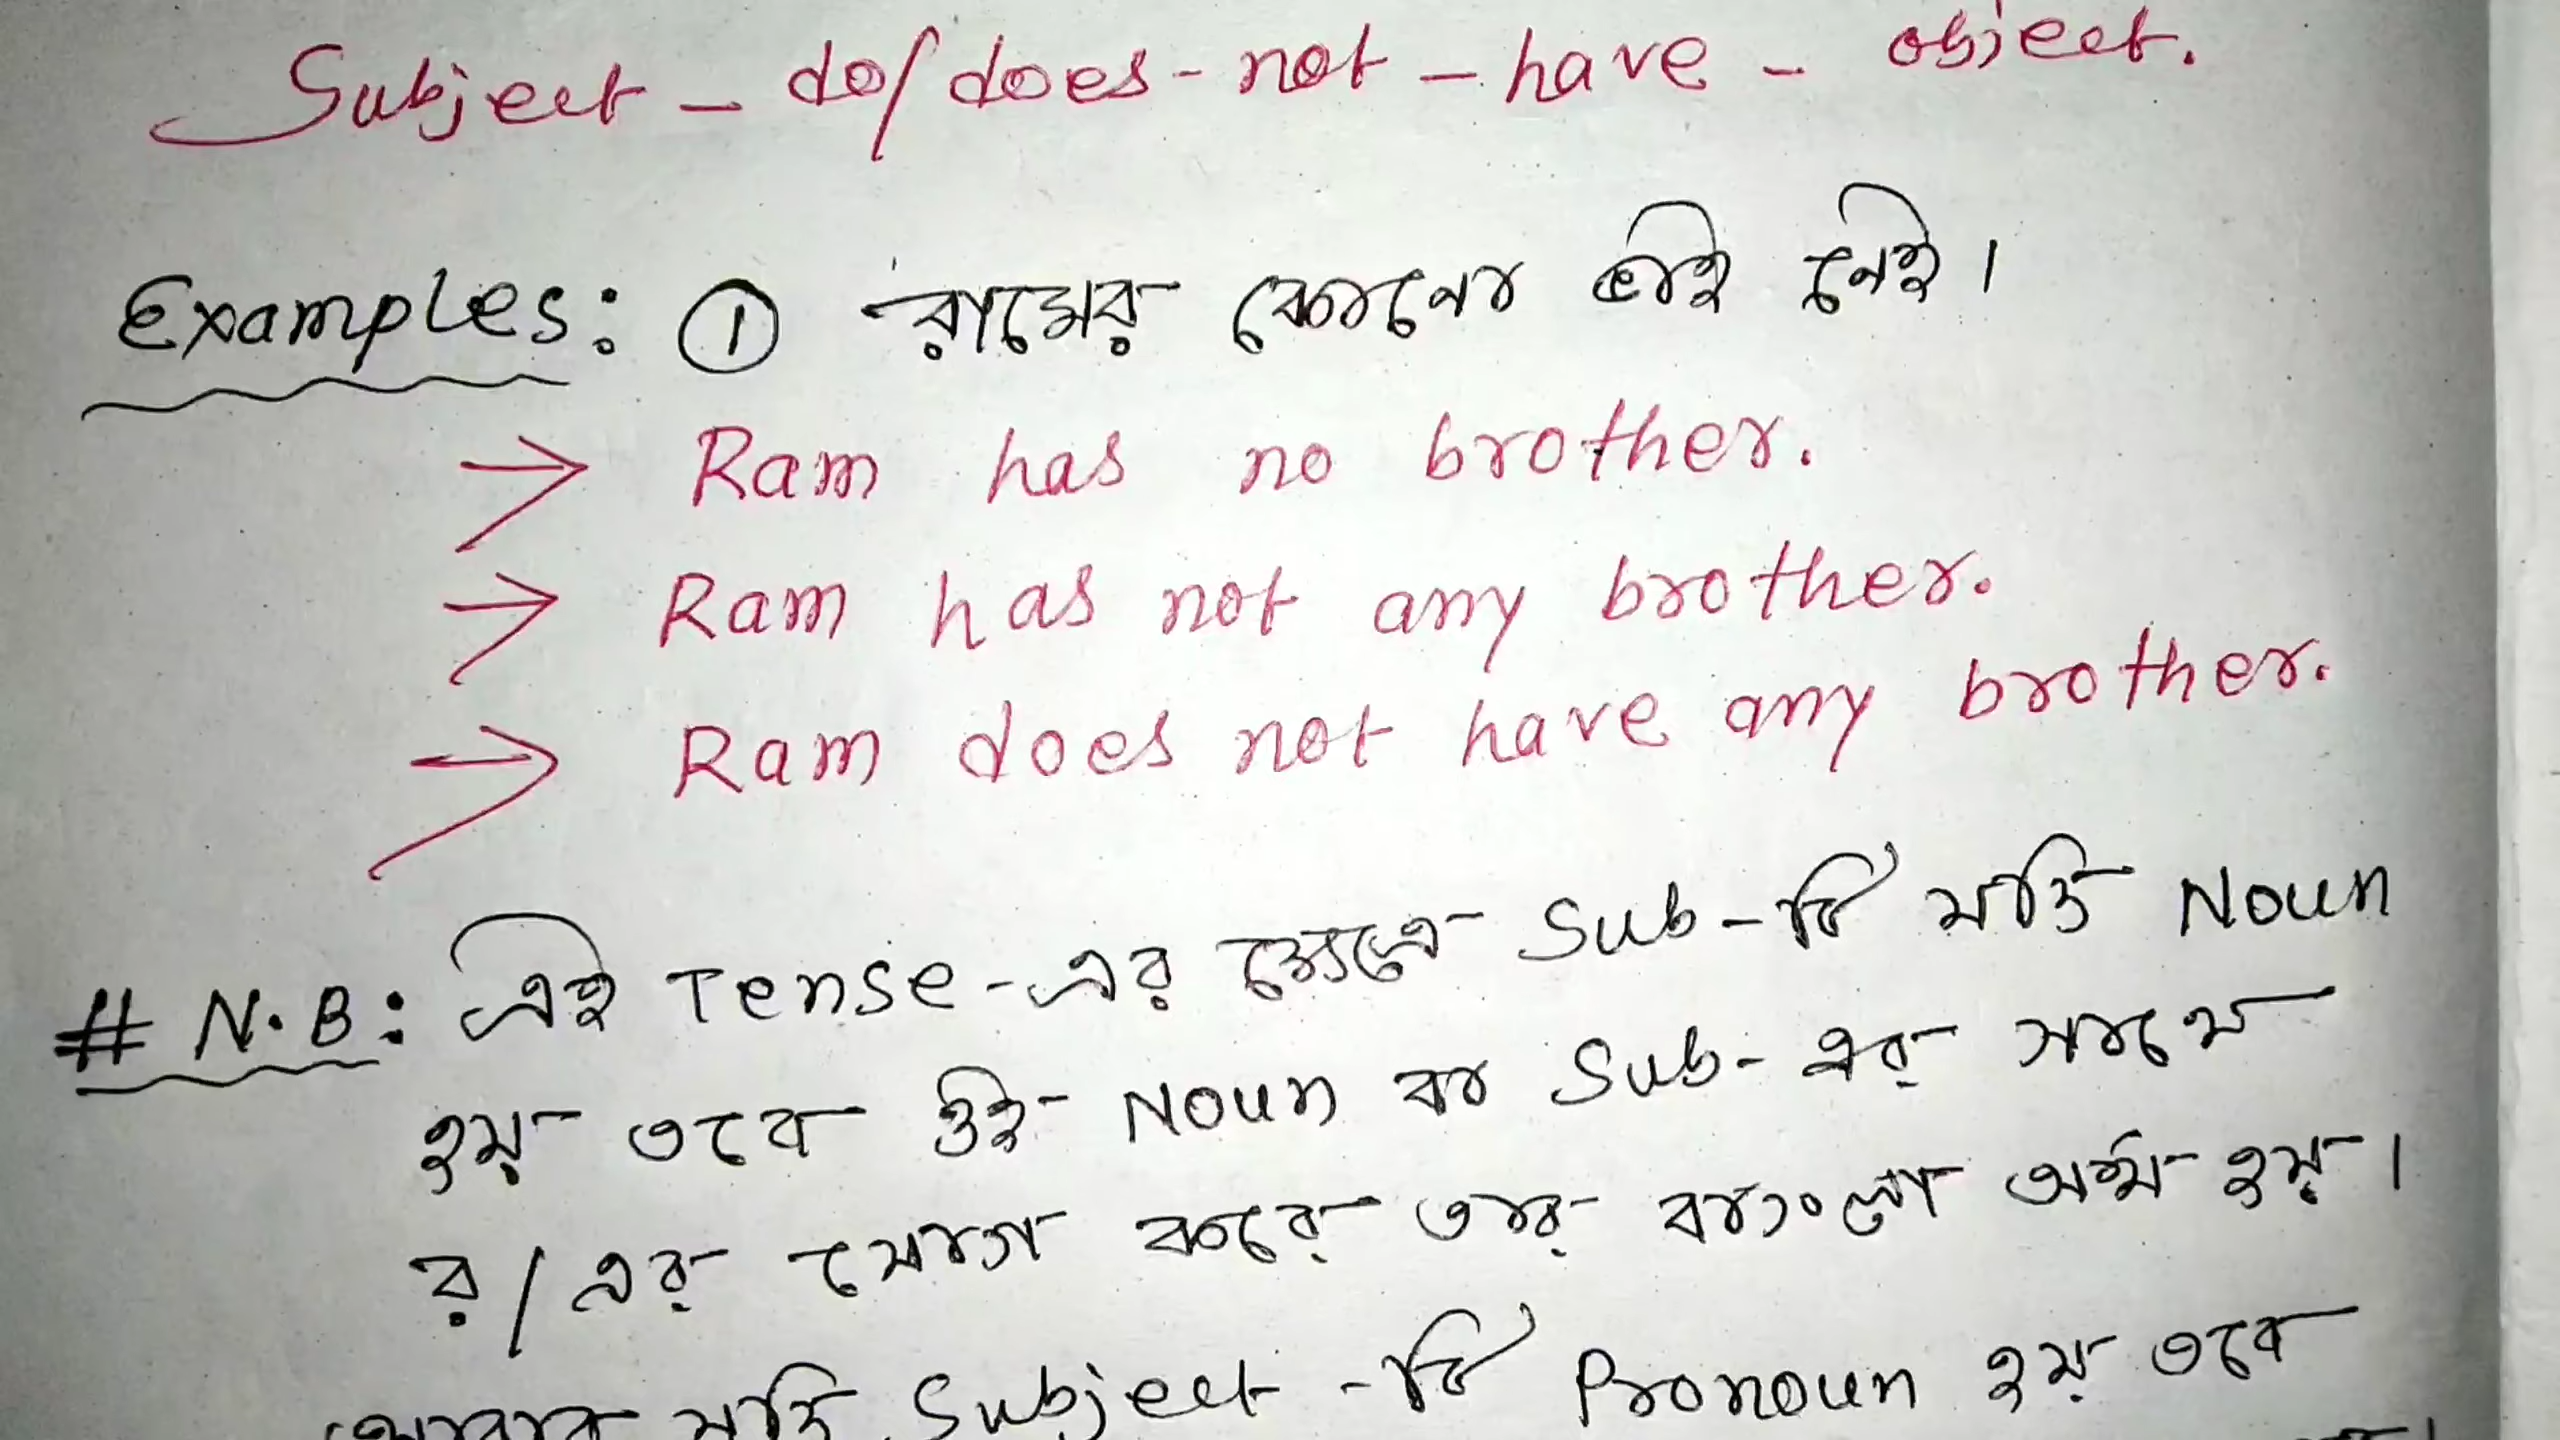 Subject - do/does - not - have - object.
Examples: ① রামের কোনো ভাই নেই।
→ Ram has no brother.
→ Ram has not any brother.
→ Ram does not have any brother.
# N.B: এই Tense-এর ক্ষেত্রে Sub-টি যদি Noun
হয় তবে ঐ Noun বা Sub-এর সাথে
র/এর যোগ করে তার বাংলা অর্থ হয়।
আবার যদি Subject-টি Pronoun হয় তবে